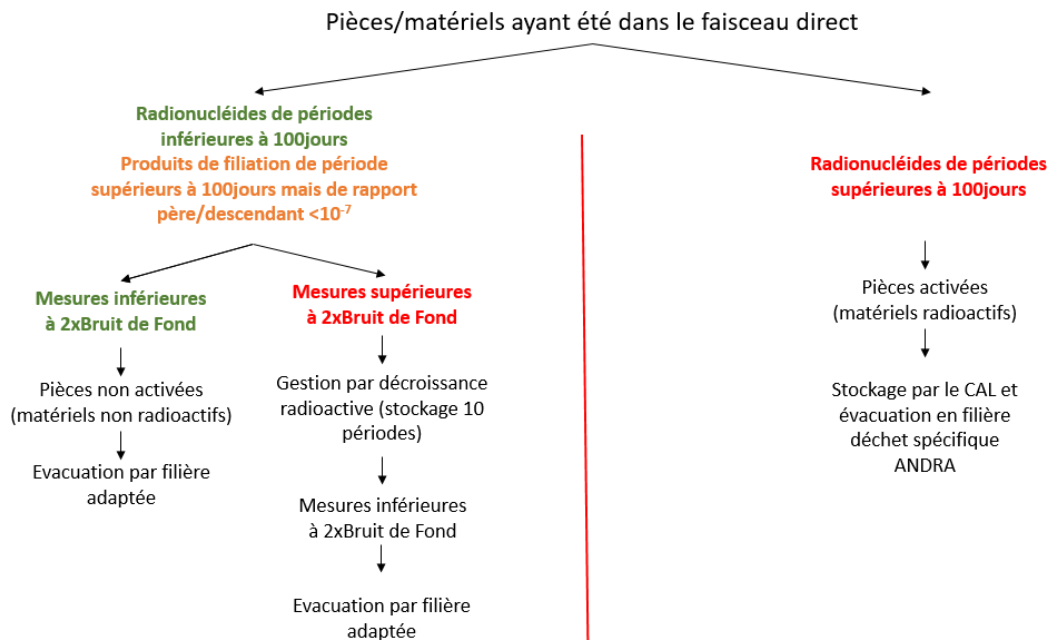 Pièces/matériels ayant été dans le faisceau direct
Radionucléides de périodes
inférieures à 100jours
Produits de filiation de période
supérieurs à 100jours mais de rapport
père/descendant <10⁻⁷
Radionucléides de périodes
supérieures à 100jours
Mesures inférieures
à 2xBruit de Fond
Mesures supérieures
à 2xBruit de Fond
Pièces activées
(matériels radioactifs)
Pièces non activées
(matériels non radioactifs)
Gestion par décroissance
radioactive (stockage 10
périodes)
Stockage par le CAL et
évacuation en filière
déchet spécifique
ANDRA
Evacuation par filière
adaptée
Mesures inférieures
à 2xBruit de Fond
Evacuation par filière
adaptée